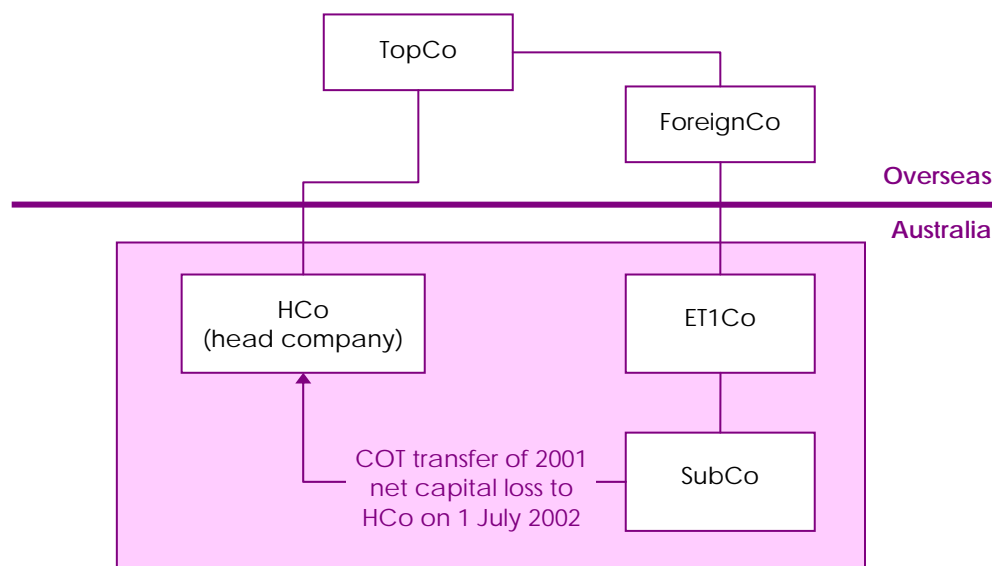 TopCo
ForeignCo
Overseas
Australia
HCo
(head company)
ET1Co
COT transfer of 2001
net capital loss to
HCo on 1 July 2002
SubCo